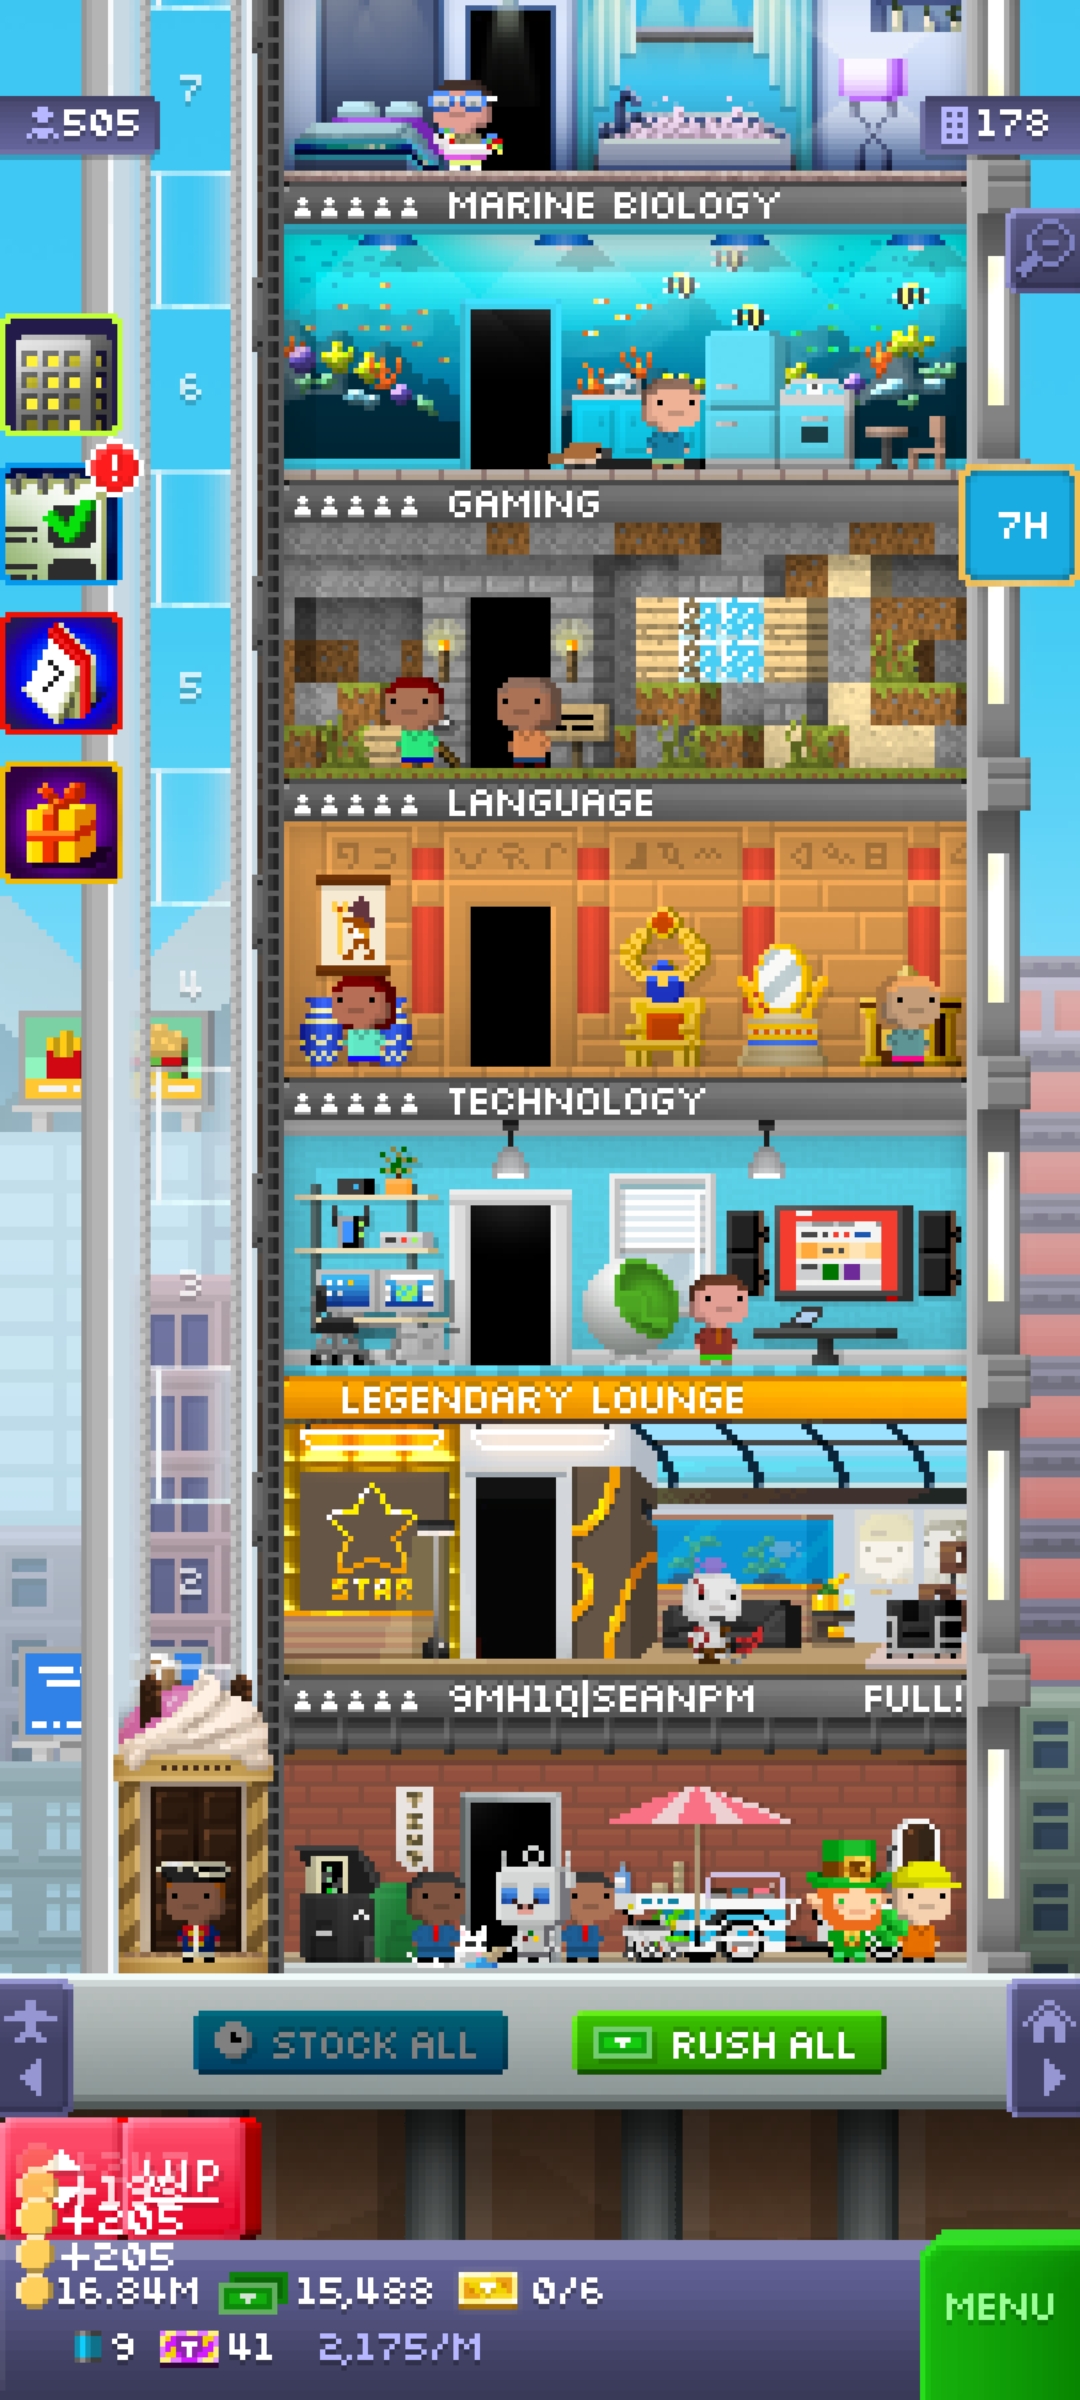 7
505
178
MARINE BIOLOGY
6
GAMING
7H
5
LANGUAGE
4
TECHNOLOGY
3
LEGENDARY LOUNGE
STAR
2
9MH1Q|SEANPM FULL!
STOCK ALL
RUSH ALL
+205
+205
16.84M 15,488 0/6
9 41 2,175/M
MENU